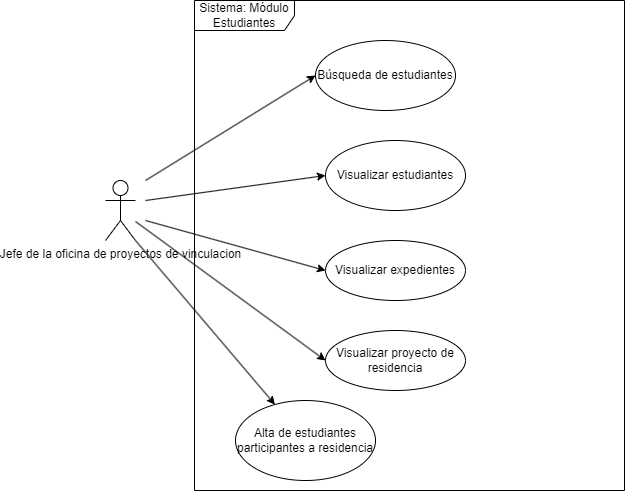 Sistema: Módulo
Estudiantes
Búsqueda de estudiantes
Visualizar estudiantes
Jefe de la oficina de proyectos de vinculacion
Visualizar expedientes
Visualizar proyecto de
residencia
Alta de estudiantes
participantes a residencia